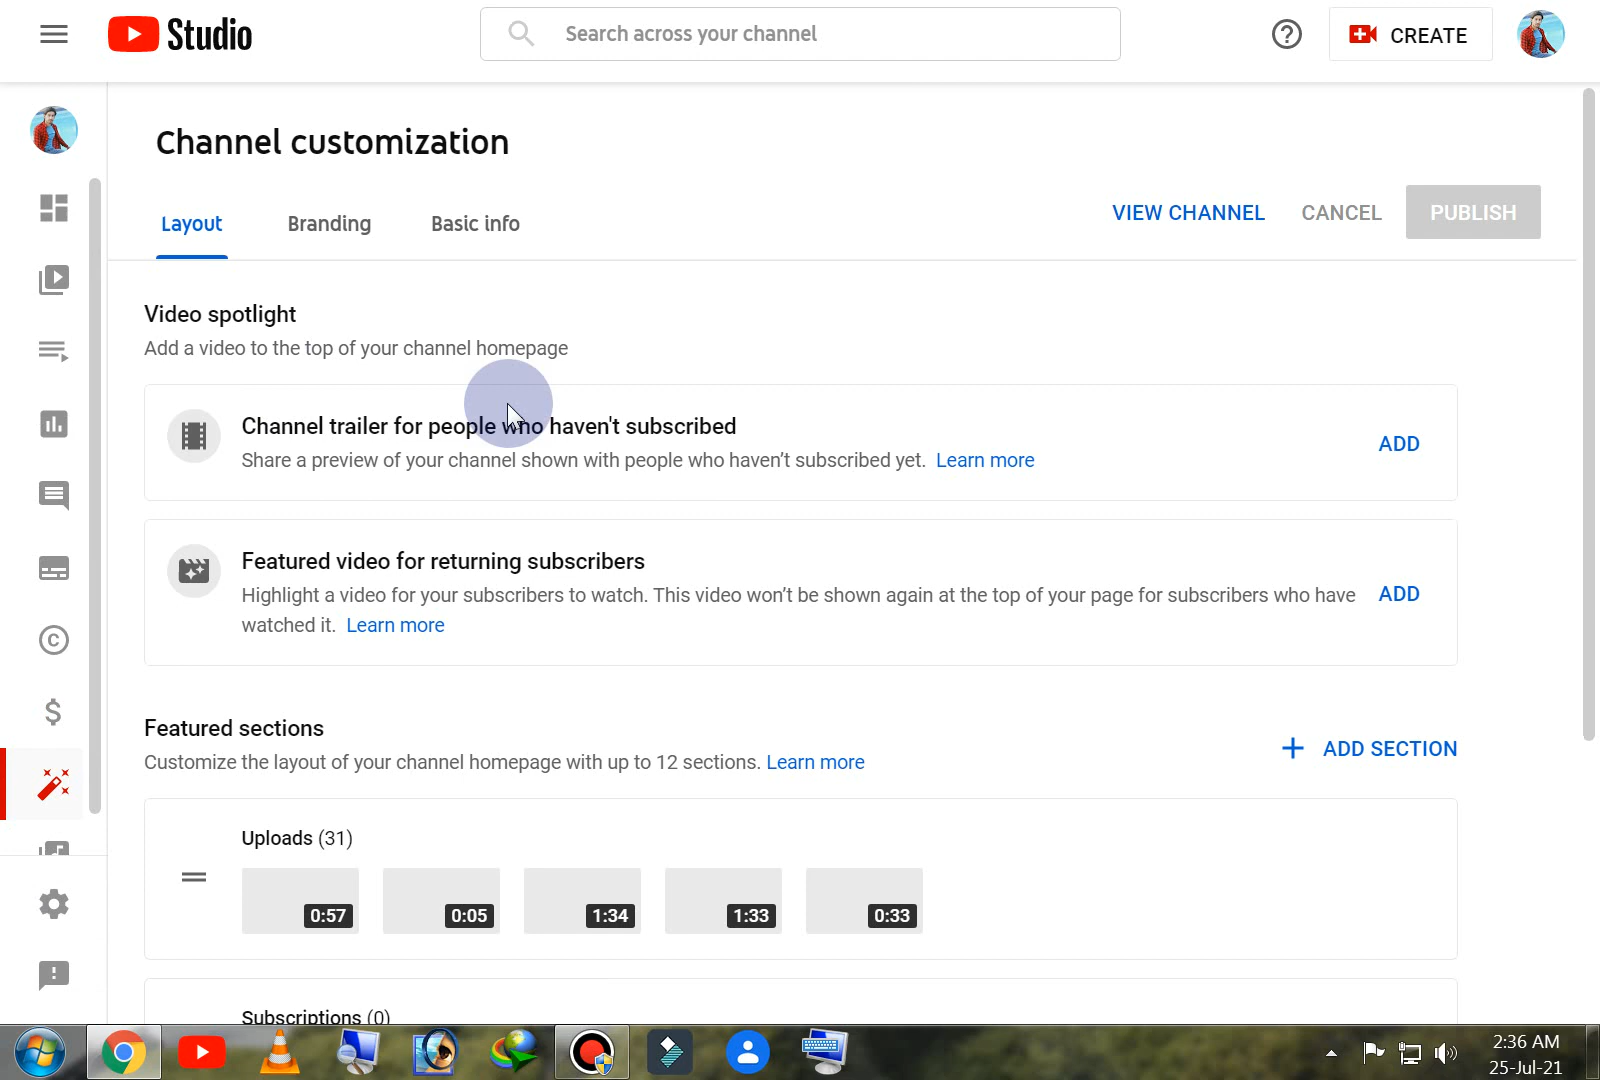 Studio
Search across your channel
CREATE
Channel customization
Layout
Branding
Basic info
VIEW CHANNEL
CANCEL
PUBLISH
Video spotlight
Add a video to the top of your channel homepage
Channel trailer for people who haven't subscribed
Share a preview of your channel shown with people who haven’t subscribed yet. Learn more
ADD
Featured video for returning subscribers
Highlight a video for your subscribers to watch. This video won’t be shown again at the top of your page for subscribers who have
watched it. Learn more
ADD
Featured sections
Customize the layout of your channel homepage with up to 12 sections. Learn more
ADD SECTION
Uploads (31)
0:57
0:05
1:34
1:33
0:33
Subscriptions (0)
2:36 AM
25-Jul-21